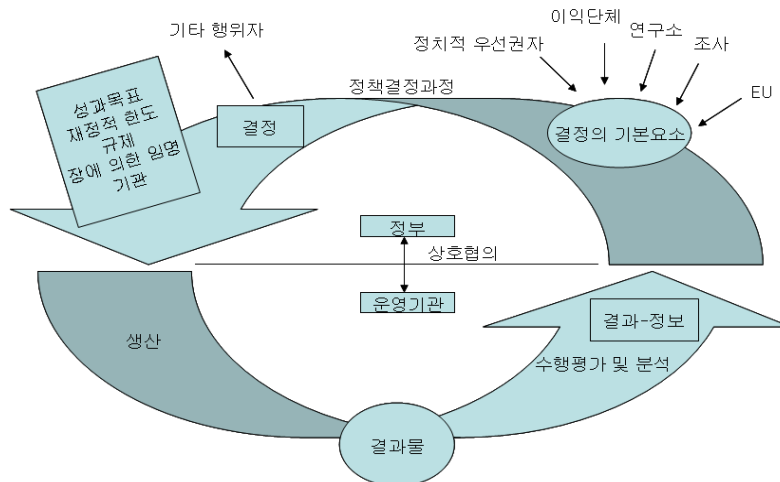 기타 행위자
이익단체
정치적 우선권자
연구소
조사
EU
정책결정과정
성과목표
재정적 한도
규제
장에 의한 임명
기관
결정
결정의 기본요소
정부
상호협의
운영기관
생산
결과-정보
수행평가 및 분석
결과물